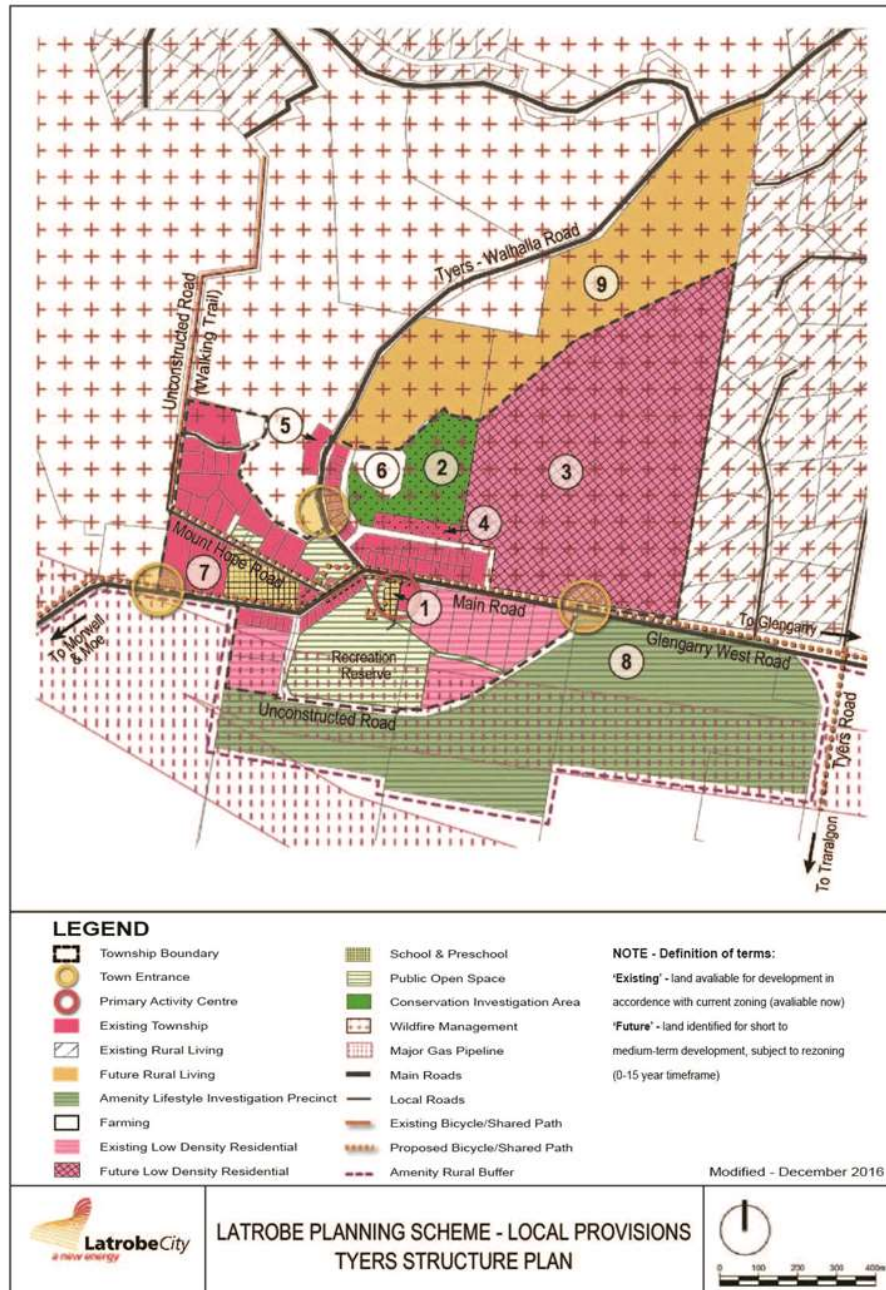 Tyers - Walhalla Road
Unconstructed Road
(Walking Trail)
9
5
6
2
3
4
Mount Hope Road
7
1
Main Road
To Glengarry
To Morwell
& Moe
Glengarry West Road
8
Recreation
Reserve
Unconstructed Road
Tyers Road
To Traralgon
LEGEND
Township Boundary
Town Entrance
Primary Activity Centre
Existing Township
Existing Rural Living
Future Rural Living
Amenity Lifestyle Investigation Precinct
Farming
Existing Low Density Residential
Future Low Density Residential
School & Preschool
Public Open Space
Conservation Investigation Area
Wildfire Management
Major Gas Pipeline
Main Roads
Local Roads
Existing Bicycle/Shared Path
Proposed Bicycle/Shared Path
Amenity Rural Buffer
NOTE - Definition of terms:
'Existing' - land avaliable for development in
accordance with current zoning (avaliable now)
'Future' - land identified for short to
medium-term development, subject to rezoning
(0-15 year timeframe)
Modified - December 2016
LatrobeCity
a new energy
LATROBE PLANNING SCHEME - LOCAL PROVISIONS
TYERS STRUCTURE PLAN
0 100 200 300 400m